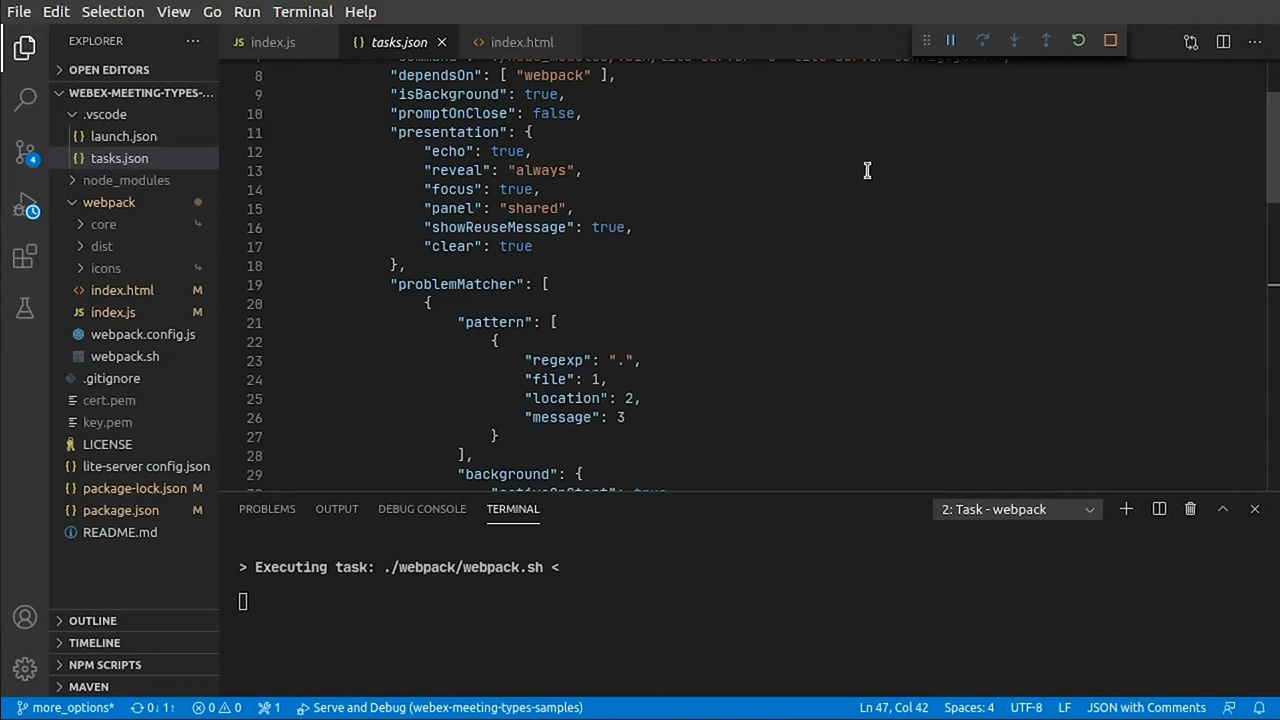 File Edit Selection View Go Run Terminal Help
EXPLORER
index.js
tasks.json
index.html
OPEN EDITORS
WEBEX-MEETING-TYPES-...
.vscode
launch.json
tasks.json
node_modules
webpack
core
dist
icons
index.html M
index.js M
webpack.config.js
webpack.sh
.gitignore
cert.pem
key.pem
LICENSE
lite-server config.json
package-lock.json M
package.json M
README.md
OUTLINE
TIMELINE
NPM SCRIPTS
MAVEN
4
8 "dependsOn": [ "webpack" ],
9 "isBackground": true,
10 "promptOnClose": false,
11 "presentation": {
12 "echo": true,
13 "reveal": "always",
14 "focus": true,
15 "panel": "shared",
16 "showReuseMessage": true,
17 "clear": true
18 },
19 "problemMatcher": [
20 {
21 "pattern": [
22 {
23 "regexp": ".",
24 "file": 1,
25 "location": 2,
26 "message": 3
27 }
28 ],
29 "background": {
PROBLEMS OUTPUT DEBUG CONSOLE TERMINAL
2: Task - webpack
> Executing task: ./webpack/webpack.sh <
more_options* 0↓ 1↑ 0 0 1 Serve and Debug (webex-meeting-types-samples)
Ln 47, Col 42 Spaces: 4 UTF-8 LF JSON with Comments